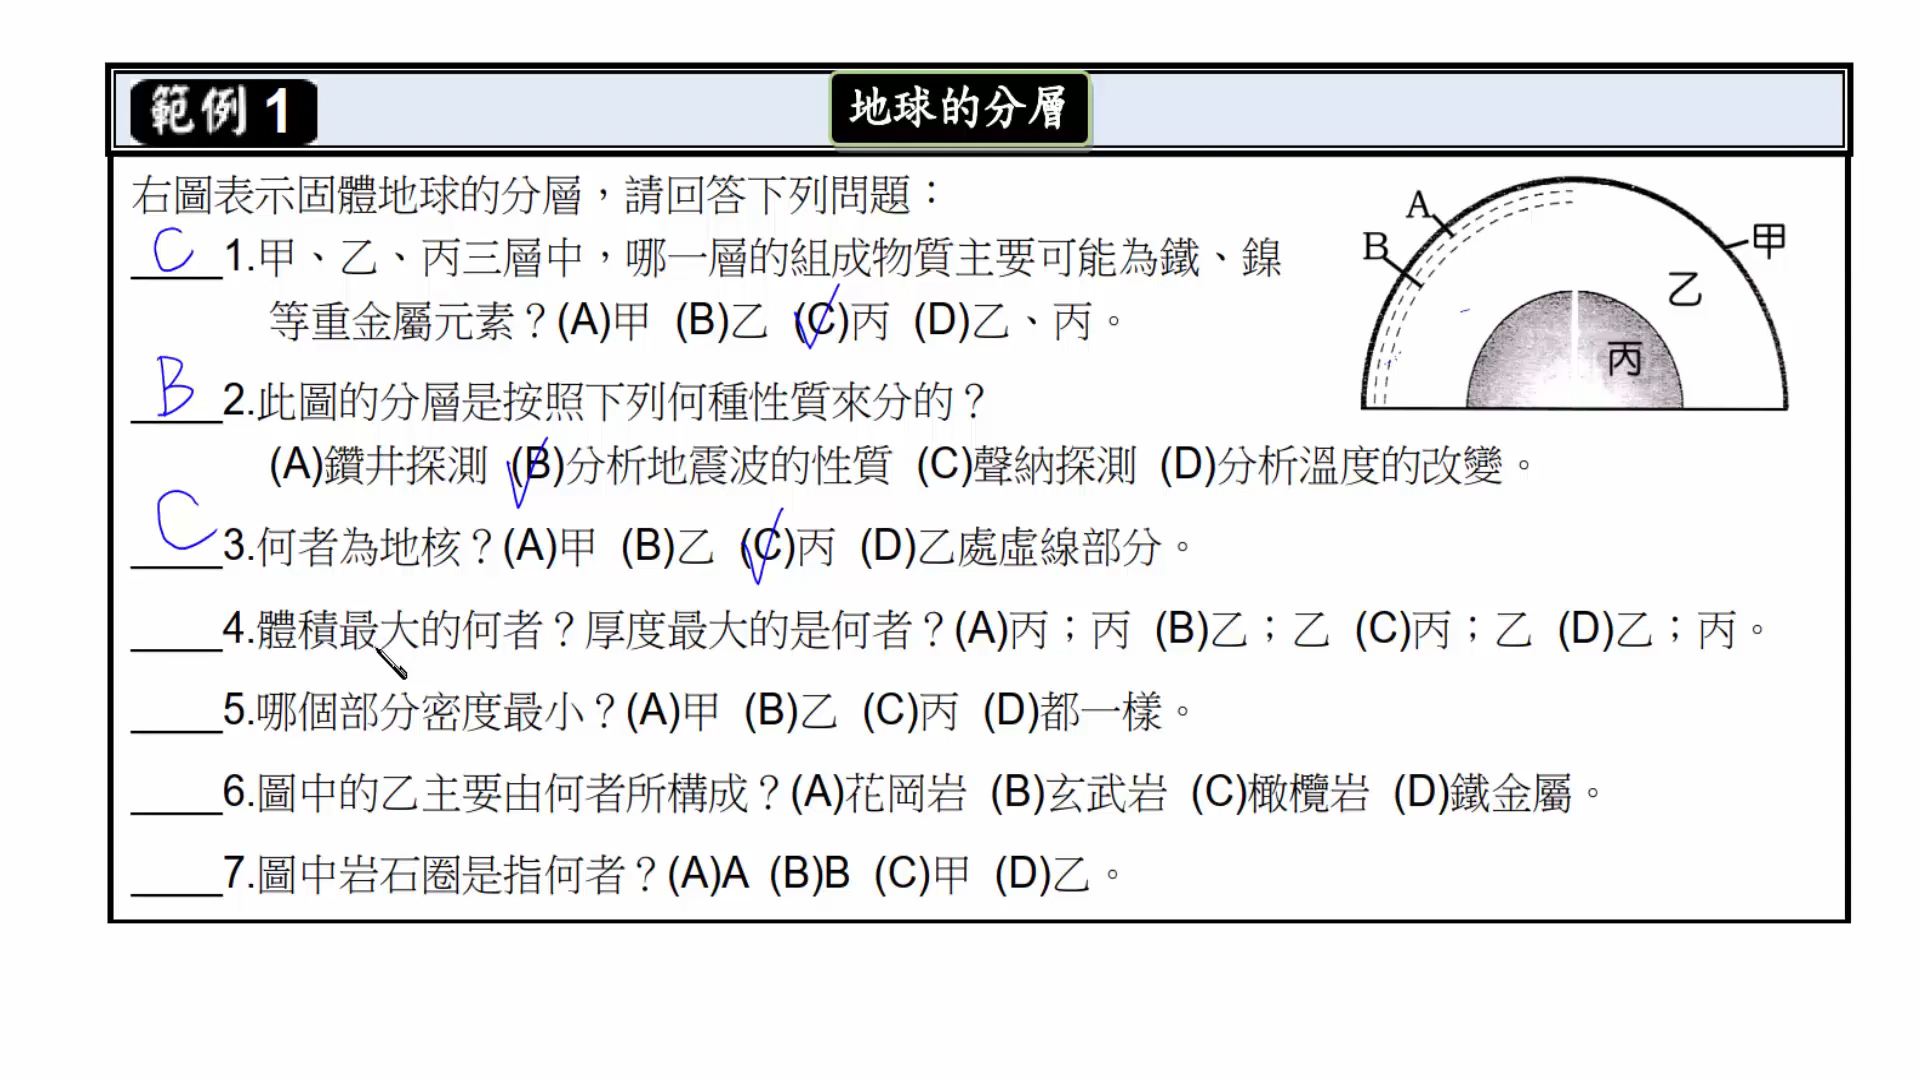 範例 1
地球的分層
右圖表示固體地球的分層，請回答下列問題：
C 1.甲、乙、丙三層中，哪一層的組成物質主要可能為鐵、鎳
等重金屬元素？(A)甲 (B)乙 (C)丙 (D)乙、丙。
B 2.此圖的分層是按照下列何種性質來分的？
(A)鑽井探測 (B)分析地震波的性質 (C)聲納探測 (D)分析溫度的改變。
C 3.何者為地核？(A)甲 (B)乙 (C)丙 (D)乙處虛線部分。
4.體積最大的何者？厚度最大的是何者？(A)丙；丙 (B)乙；乙 (C)丙；乙 (D)乙；丙。
5.哪個部分密度最小？(A)甲 (B)乙 (C)丙 (D)都一樣。
6.圖中的乙主要由何者所構成？(A)花岡岩 (B)玄武岩 (C)橄欖岩 (D)鐵金屬。
7.圖中岩石圈是指何者？(A)A (B)B (C)甲 (D)乙。
A
B
甲
乙
丙